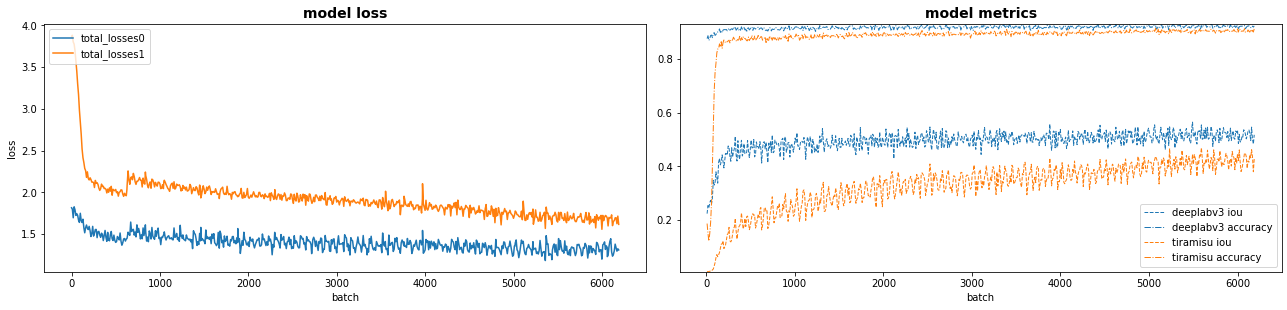 model loss
4.0
3.5
3.0
2.5
2.0
1.5
loss
total_losses0
total_losses1
0
1000
2000
3000
4000
5000
6000
batch
model metrics
0.8
0.6
0.4
0.2
deeplabv3 iou
deeplabv3 accuracy
tiramisu iou
tiramisu accuracy
0
1000
2000
3000
4000
5000
6000
batch